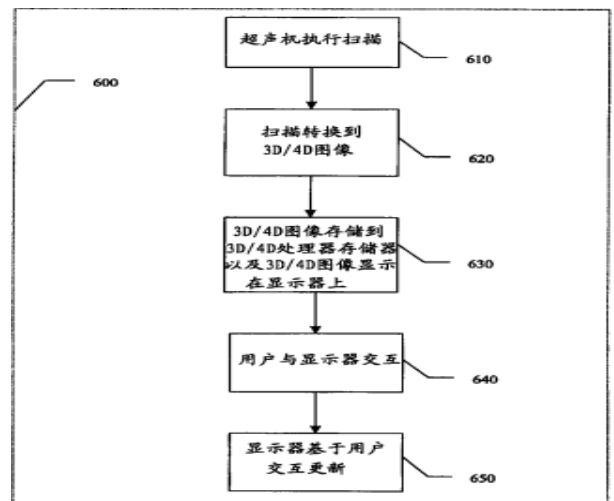 超声机执行扫描
610
600
扫描转换到
3D/4D图像
620
3D/4D图像存储到
3D/4D处理器存储器
以及3D/4D图像显示
在显示器上
630
用户与显示器交互
640
显示器基于用户
交互更新
650